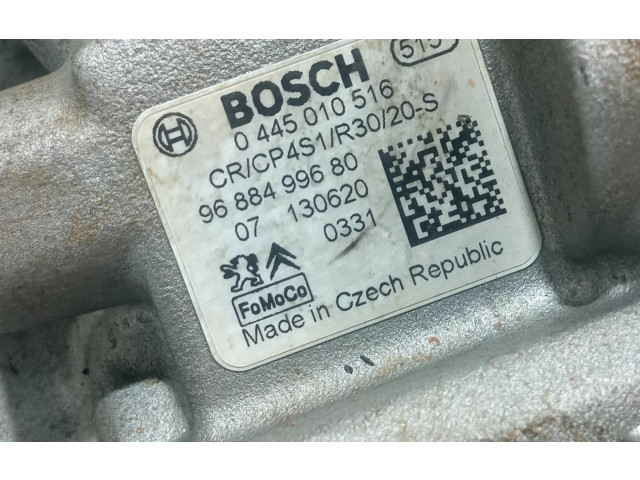 BOSCH 515
0 445 010 516
CR/CP4S1/R30/20-S
96 884 996 80
07 130620
0331
FoMoCo
Made in Czech Republic